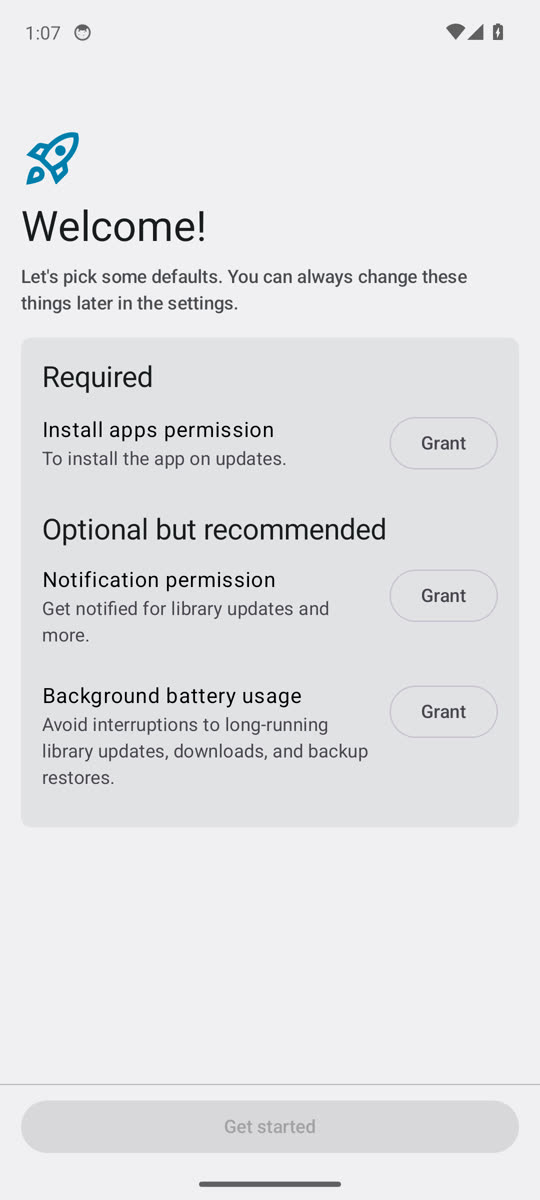 1:07
Welcome!
Let's pick some defaults. You can always change these
things later in the settings.
Required
Install apps permission
To install the app on updates.
Grant
Optional but recommended
Notification permission
Get notified for library updates and
more.
Grant
Background battery usage
Avoid interruptions to long-running
library updates, downloads, and backup
restores.
Grant
Get started